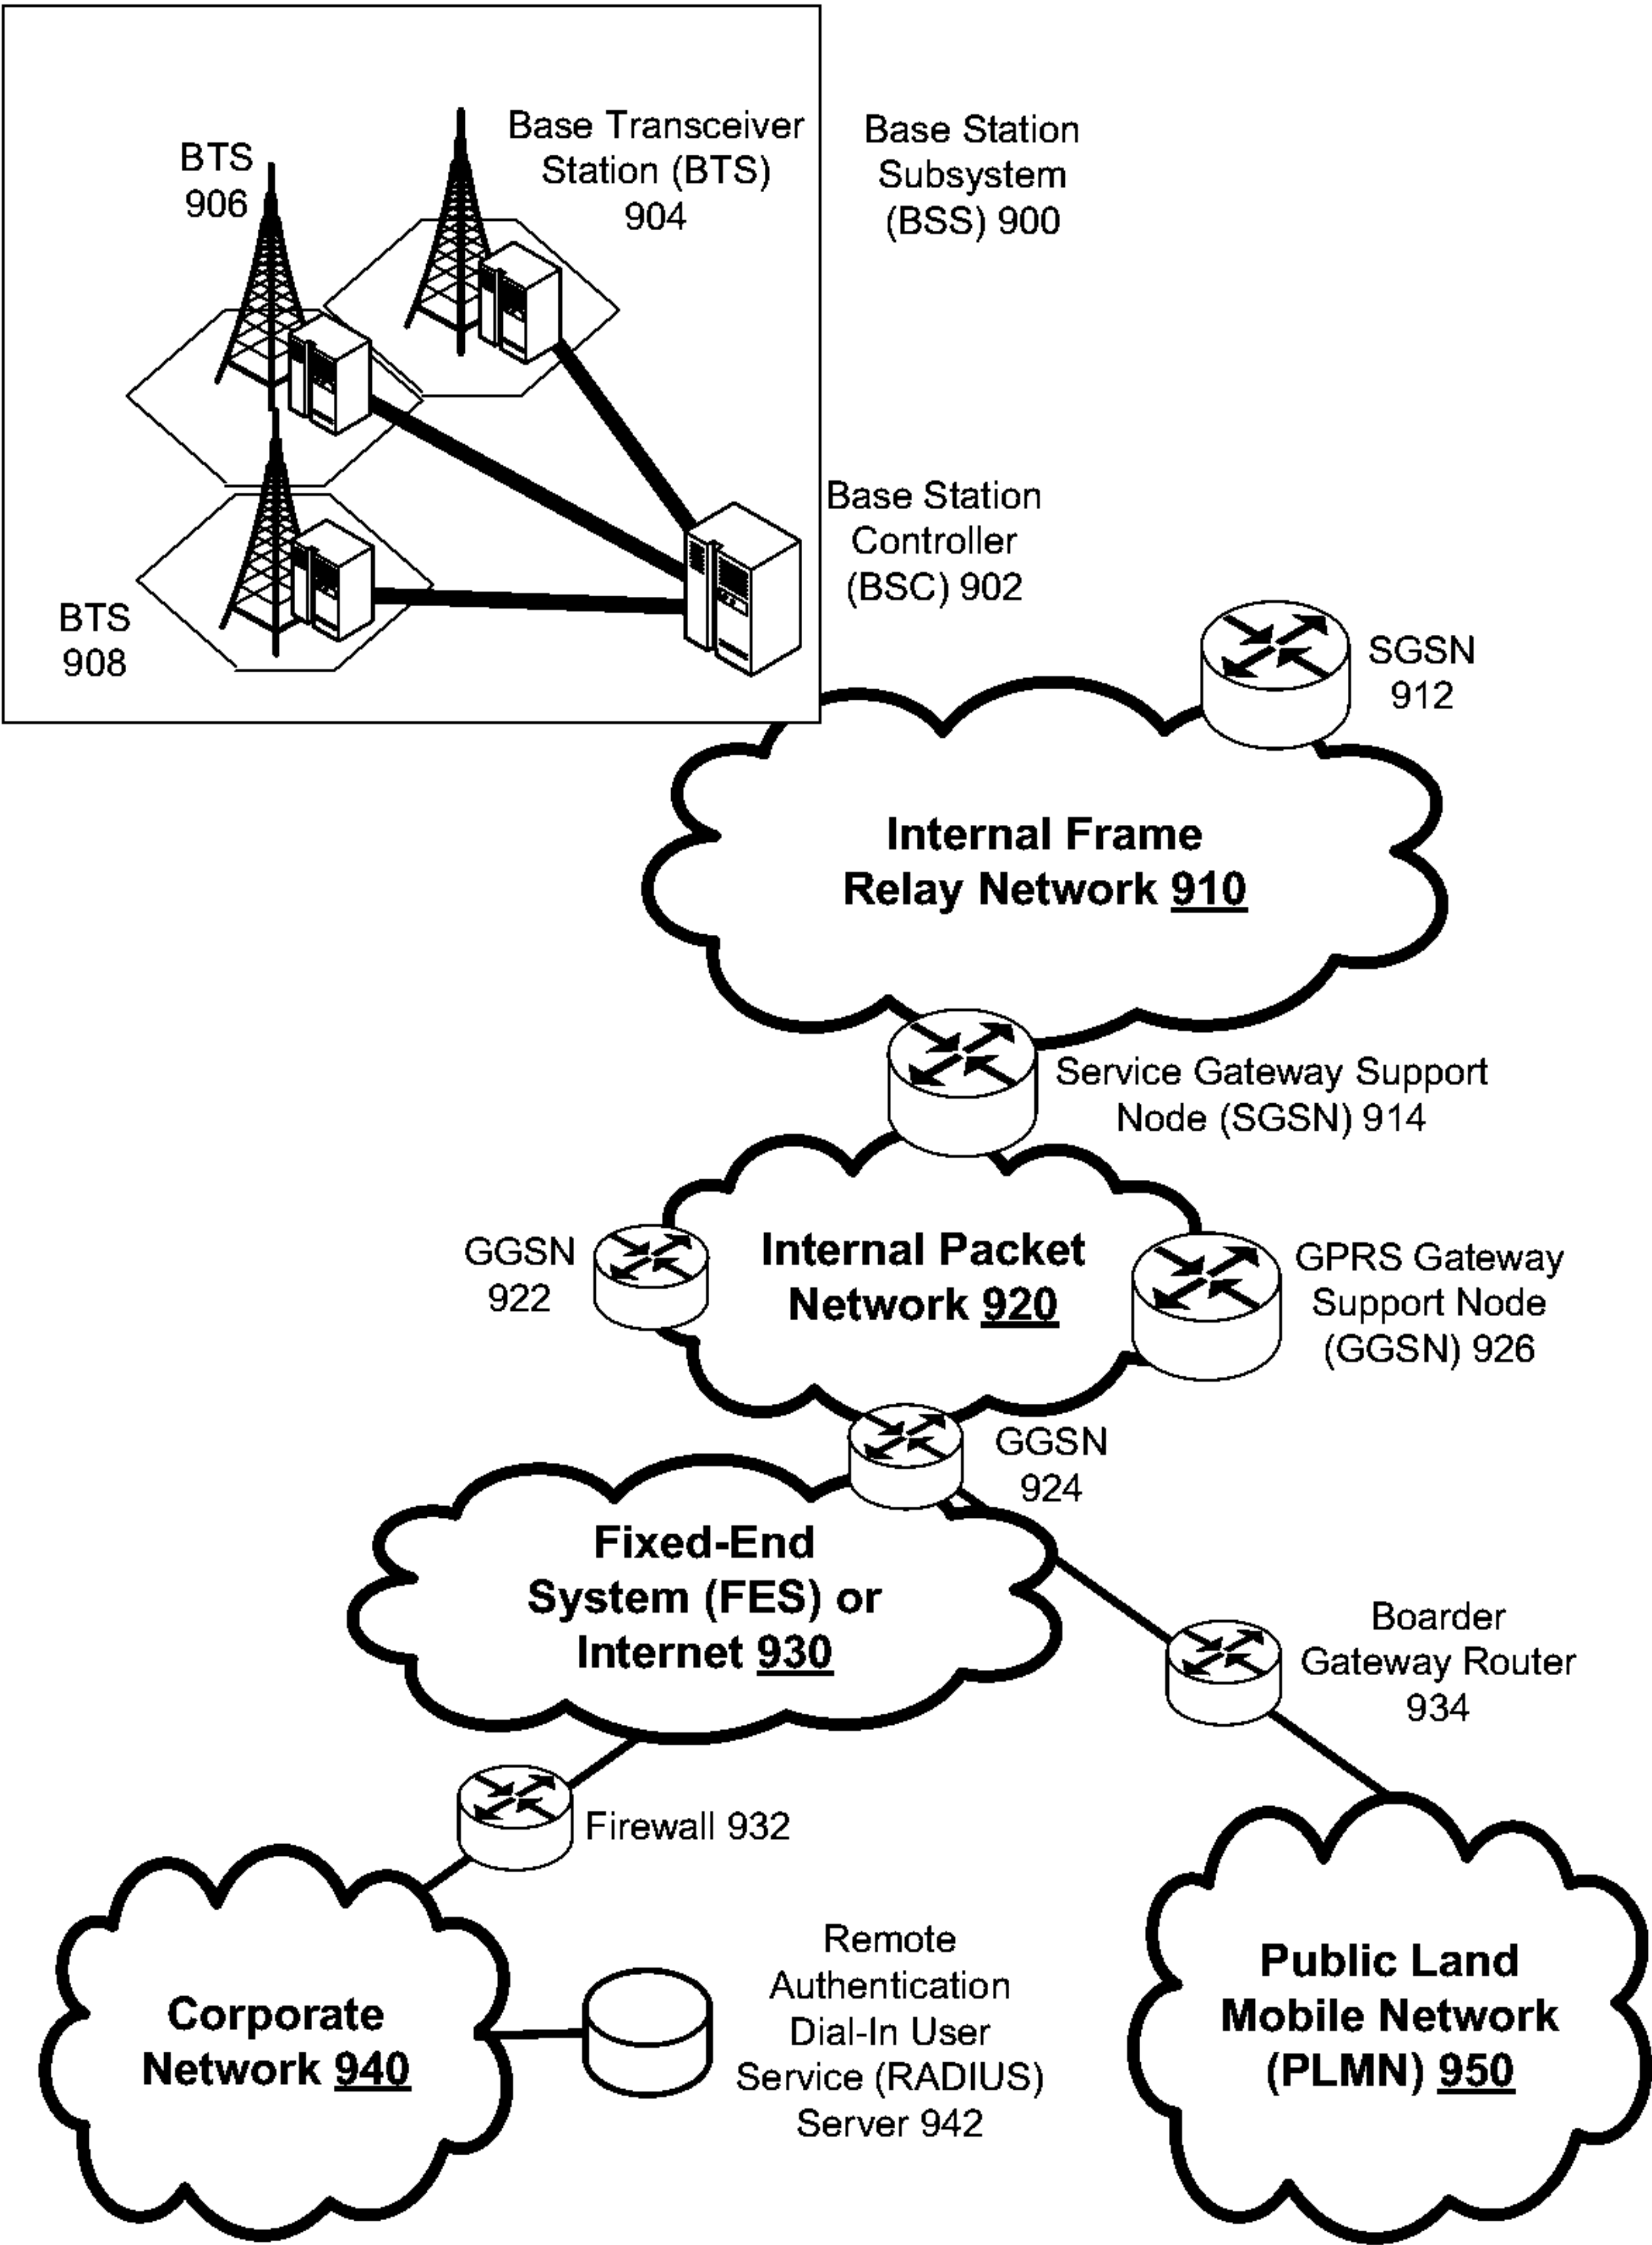 Base Transceiver
Station (BTS)
904
BTS
906
Base Station
Subsystem
(BSS) 900
Base Station
Controller
(BSC) 902
BTS
908
SGSN
912
Internal Frame
Relay Network 910
Service Gateway Support
Node (SGSN) 914
GGSN
922
Internal Packet
Network 920
GPRS Gateway
Support Node
(GGSN) 926
GGSN
924
Fixed-End
System (FES) or
Internet 930
Boarder
Gateway Router
934
Firewall 932
Corporate
Network 940
Remote
Authentication
Dial-In User
Service (RADIUS)
Server 942
Public Land
Mobile Network
(PLMN) 950